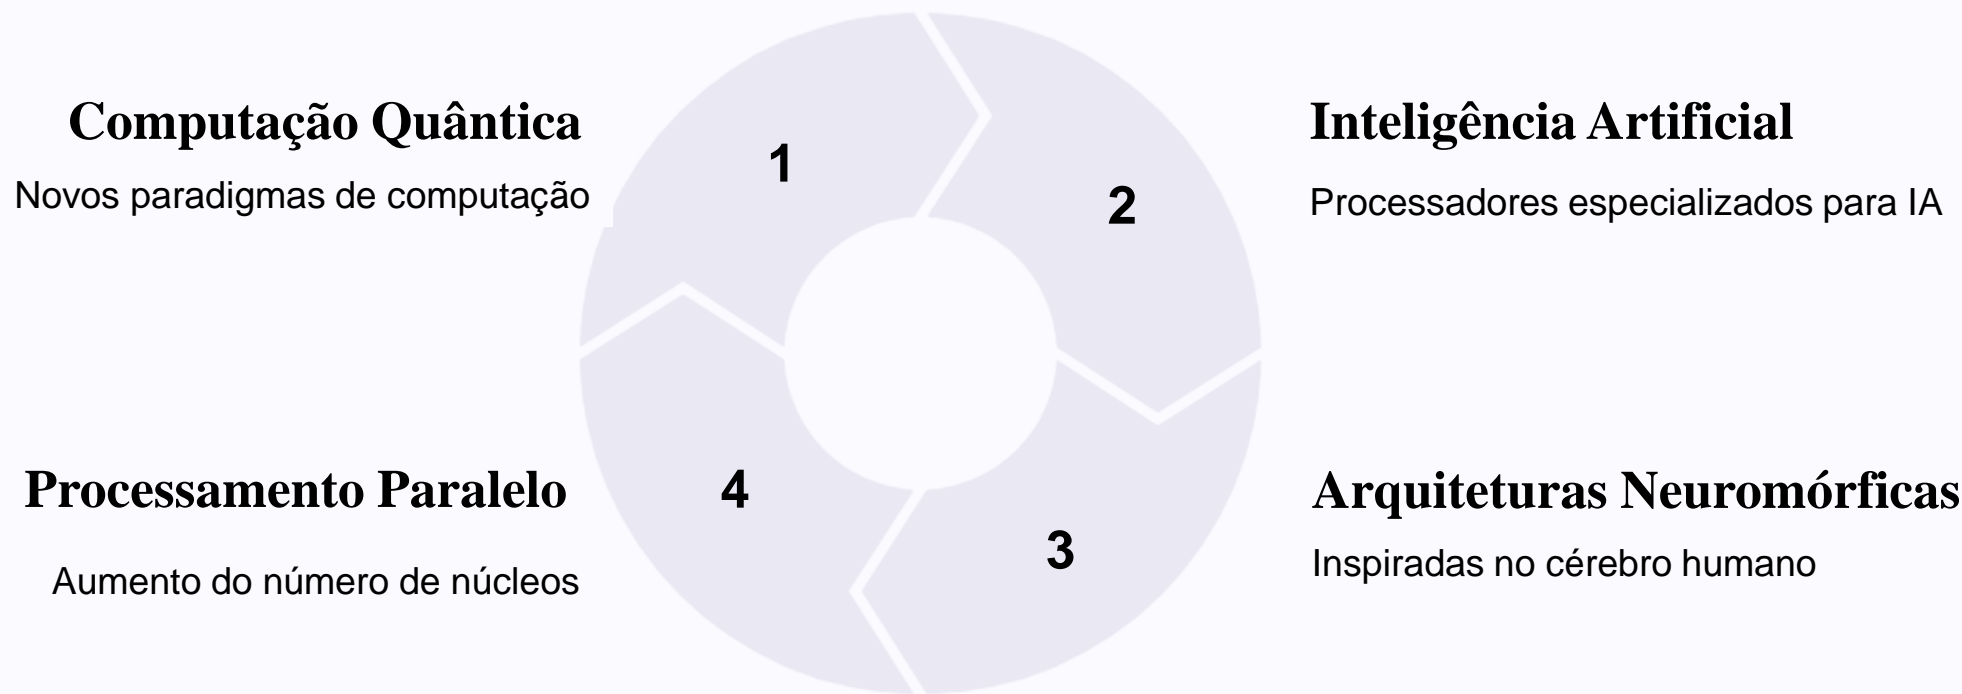 Computação Quântica
Novos paradigmas de computação
1
Inteligência Artificial
Processadores especializados para IA
2
Arquiteturas Neuromórficas
Inspiradas no cérebro humano
3
Processamento Paralelo
Aumento do número de núcleos
4